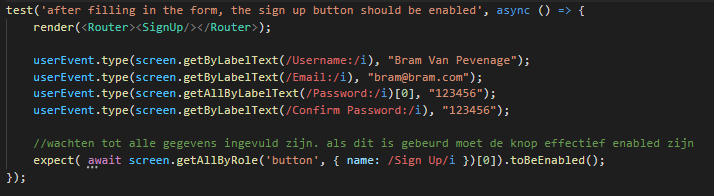 test('after filling in the form, the sign up button should be enabled', async () => {
render(<Router><SignUp/></Router>);
userEvent.type(screen.getByLabelText(/Username:/i), "Bram Van Pevenage");
userEvent.type(screen.getByLabelText(/Email:/i), "bram@bram.com");
userEvent.type(screen.getAllByLabelText(/Password:/i)[0], "123456");
userEvent.type(screen.getByLabelText(/Confirm Password:/i), "123456");
//wachten tot alle gegevens ingevuld zijn. als dit is gebeurd moet de knop effectief enabled zijn
expect( await screen.getAllByRole('button', { name: /Sign Up/i })[0]).toBeEnabled();
});